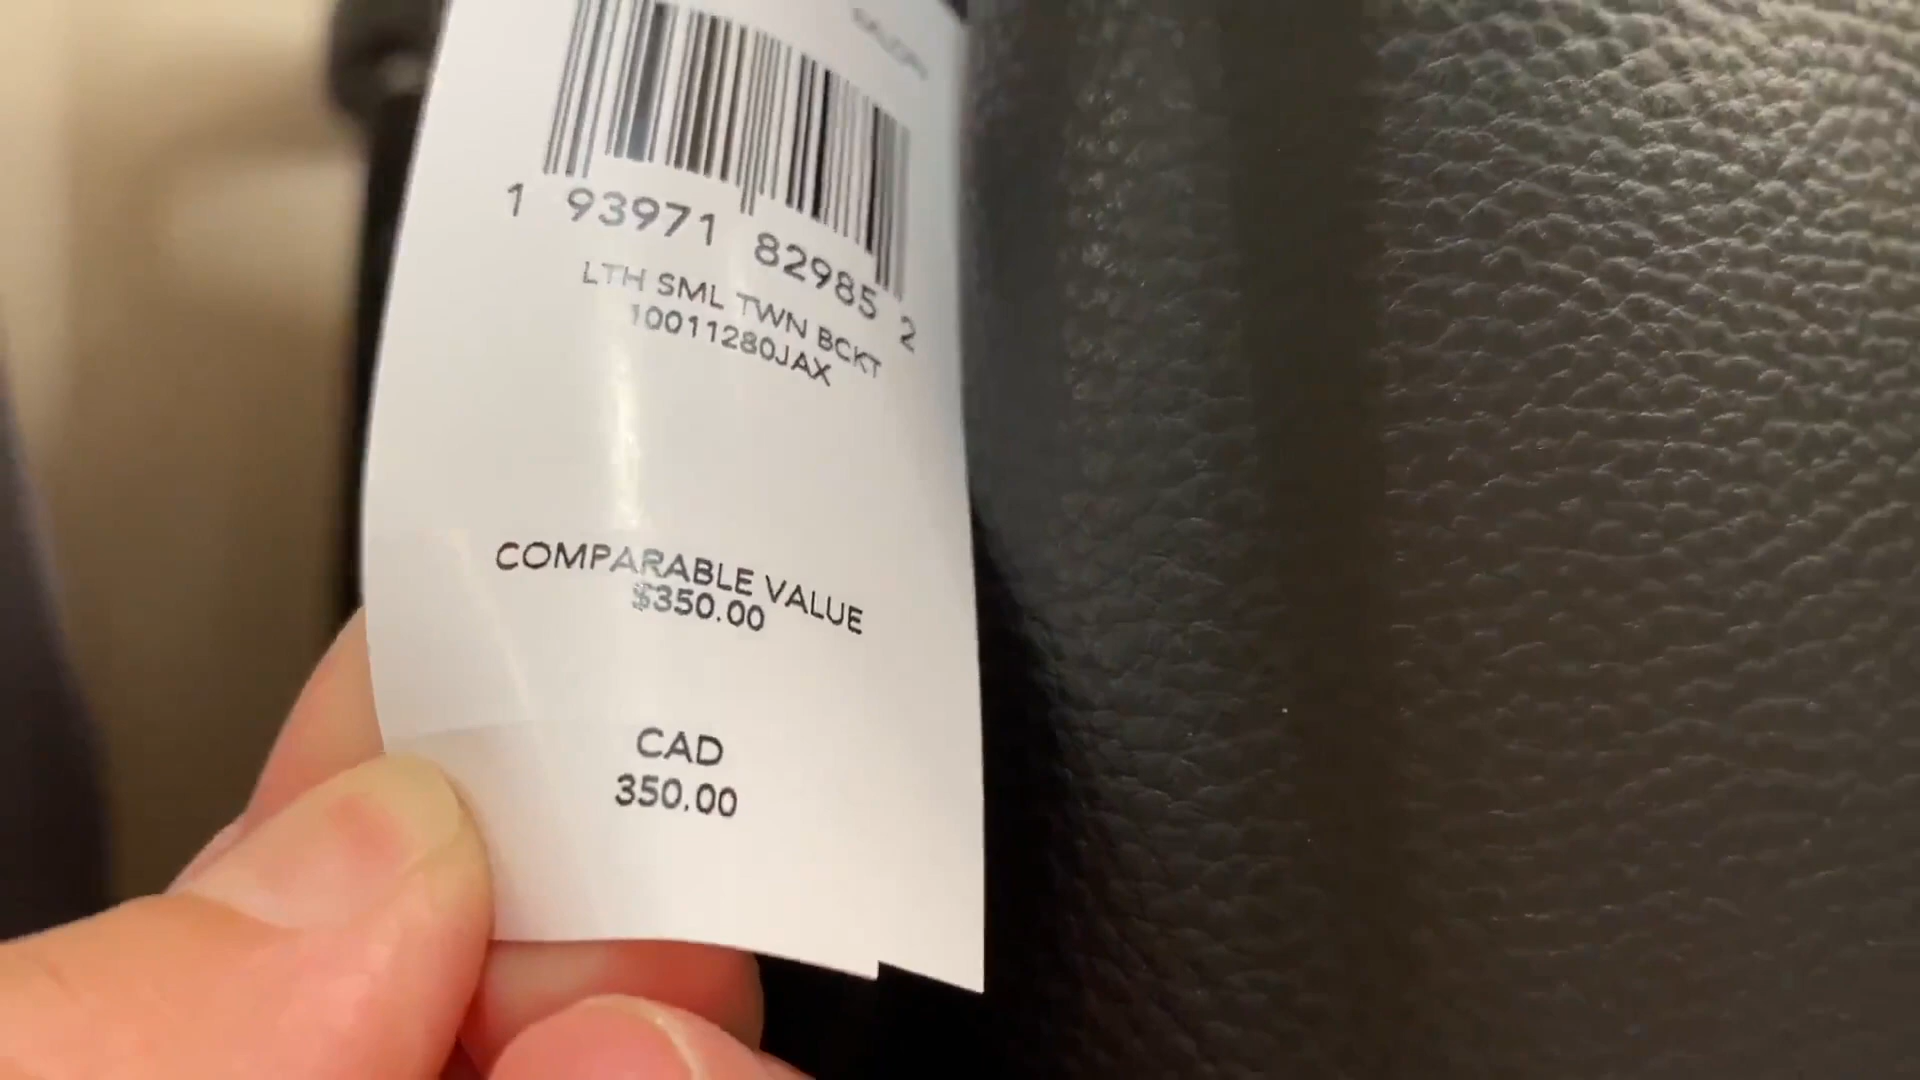 1 93971 82985 2
LTH SML TWN BCKT
10011280JAX
COMPARABLE VALUE
$350.00
CAD
350.00